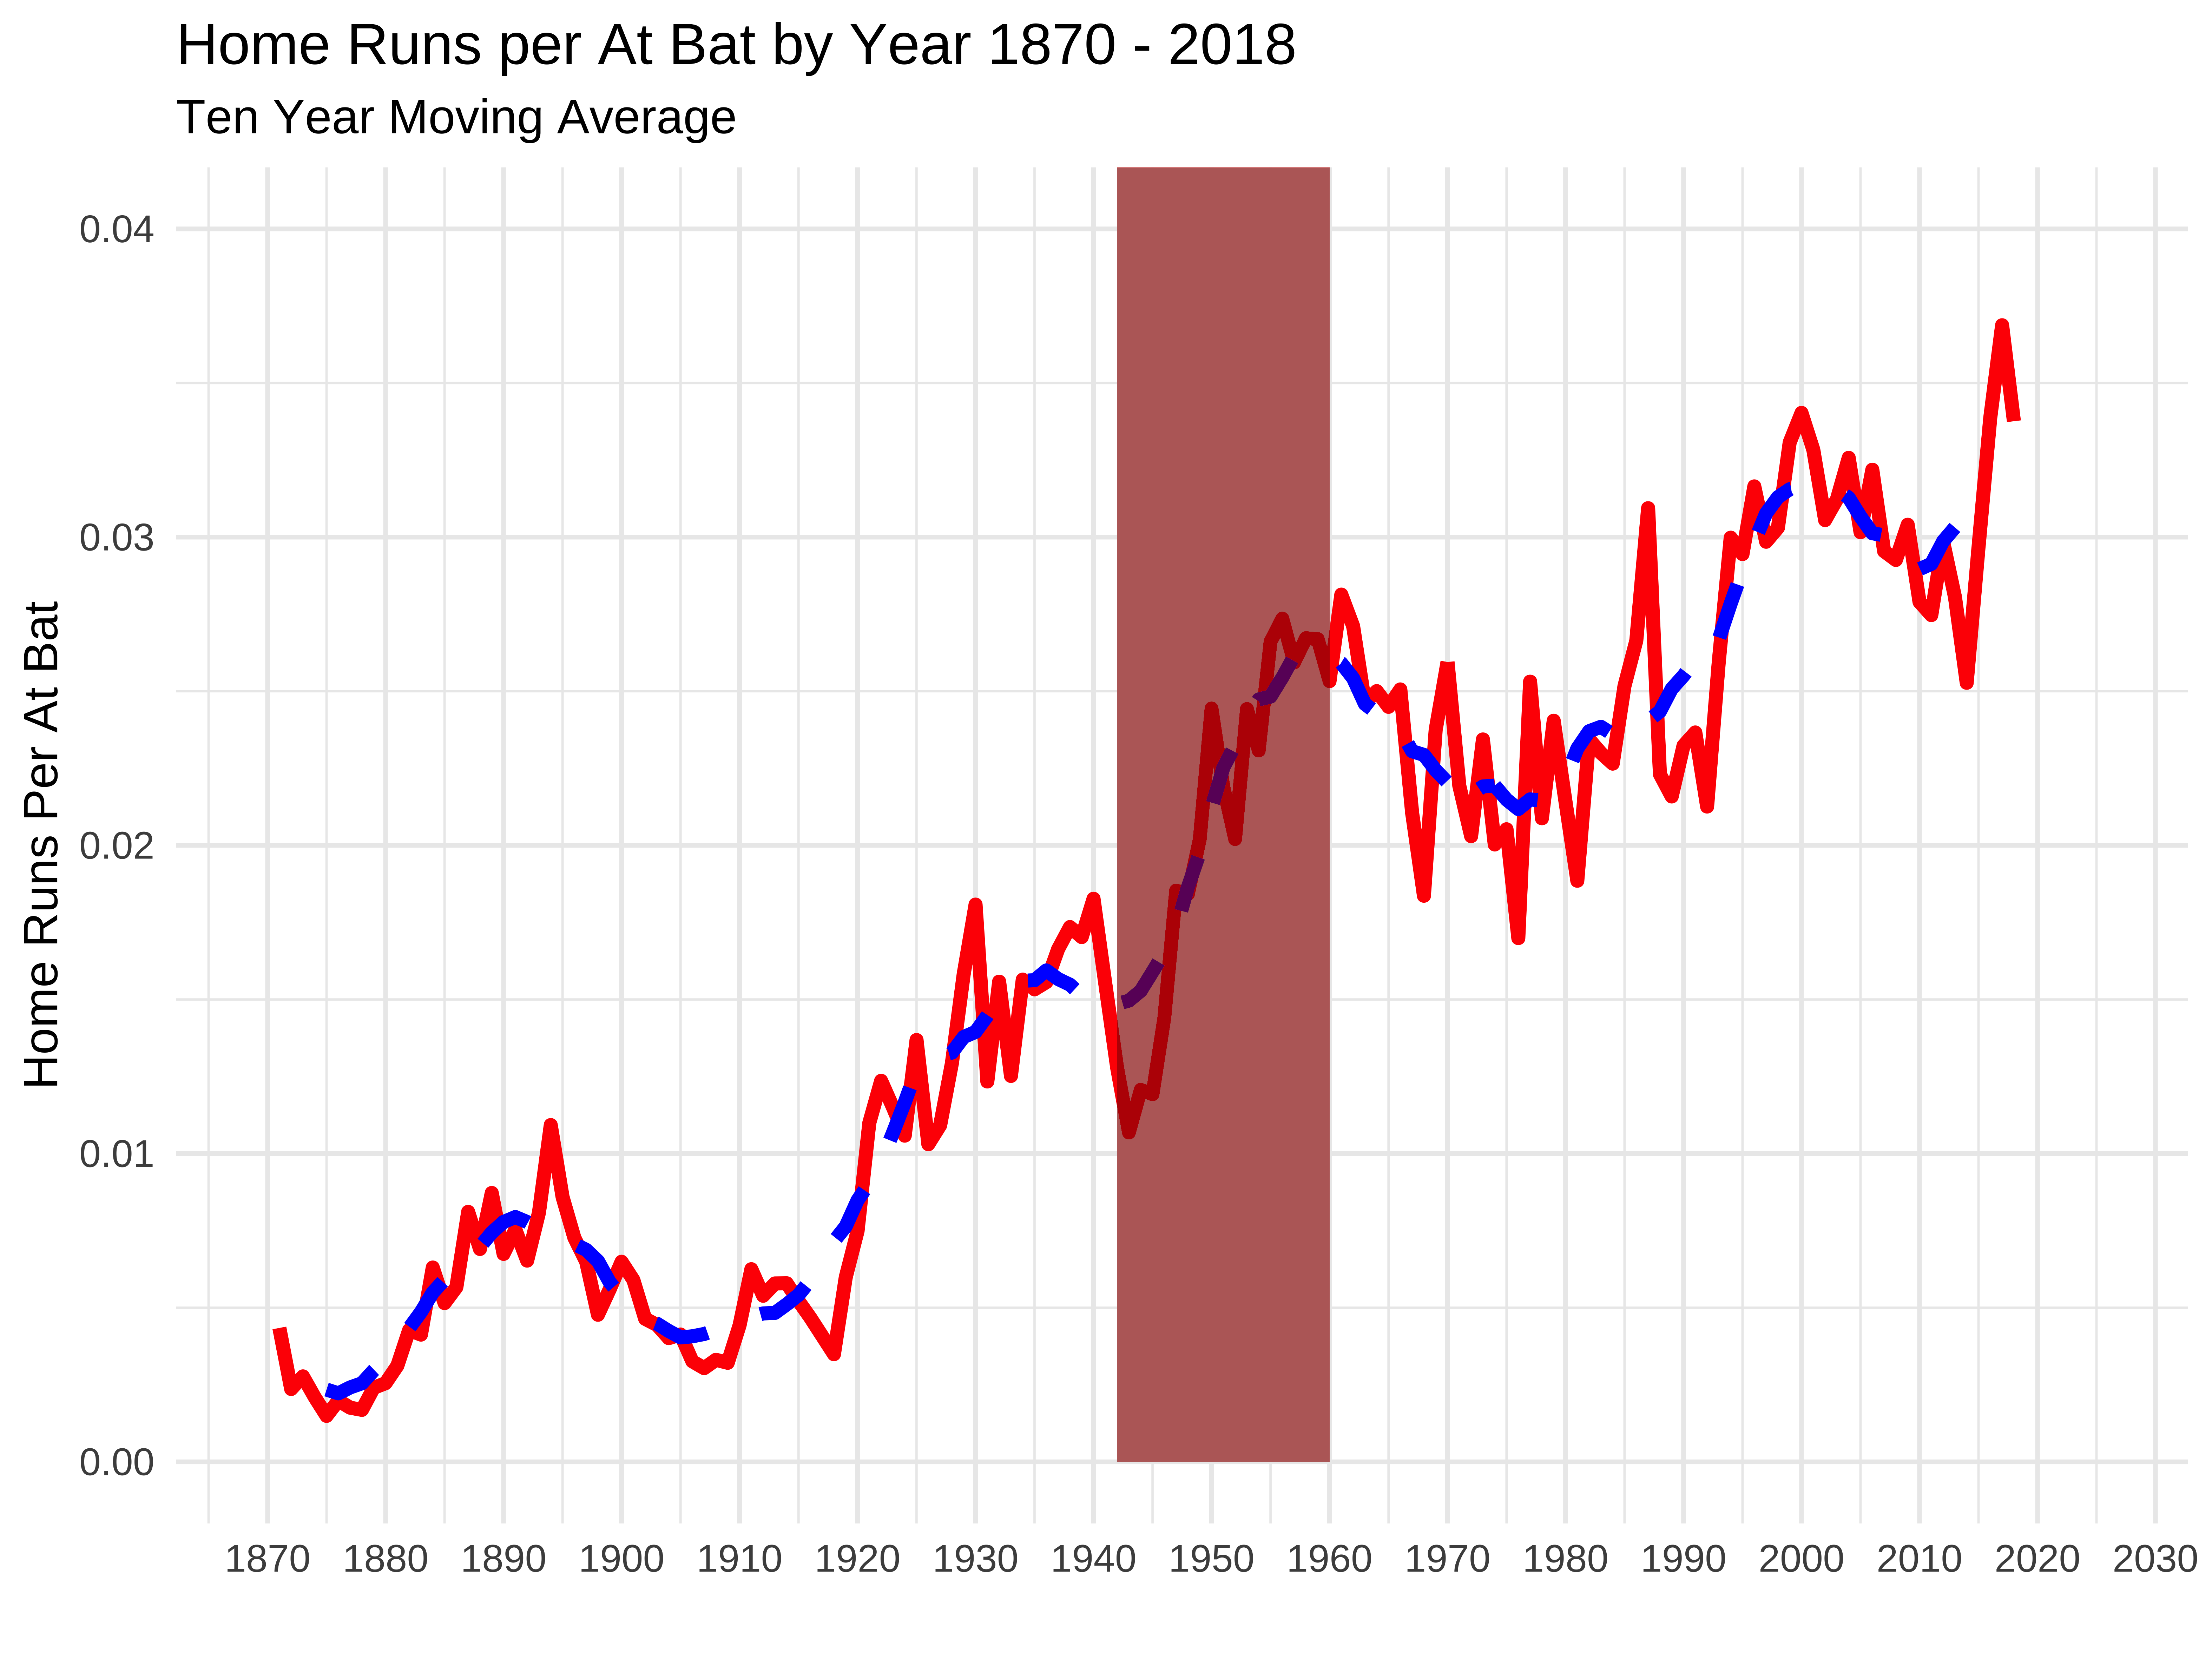 Home Runs per At Bat by Year 1870 - 2018
Ten Year Moving Average
Home Runs Per At Bat
0.04
0.03
0.02
0.01
0.00
1870 1880 1890 1900 1910 1920 1930 1940 1950 1960 1970 1980 1990 2000 2010 2020 2030